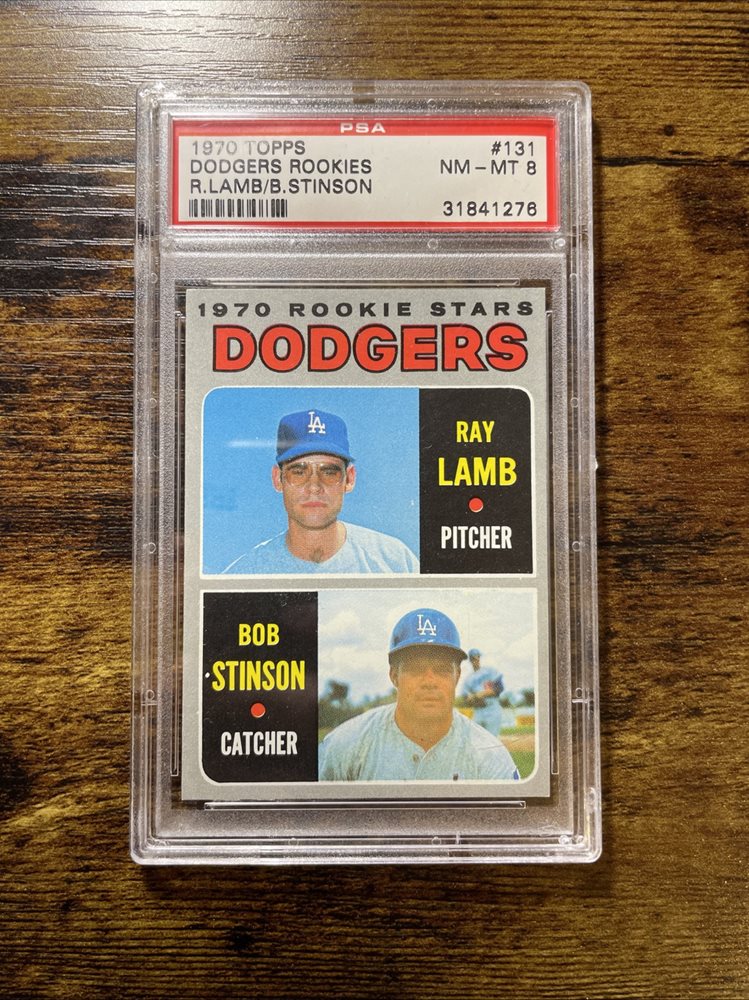 PSA
1970 TOPPS #131
DODGERS ROOKIES NM-MT 8
R.LAMB/B.STINSON
31841276
1970 ROOKIE STARS
DODGERS
LA
RAY
LAMB
PITCHER
LA
BOB
STINSON
CATCHER